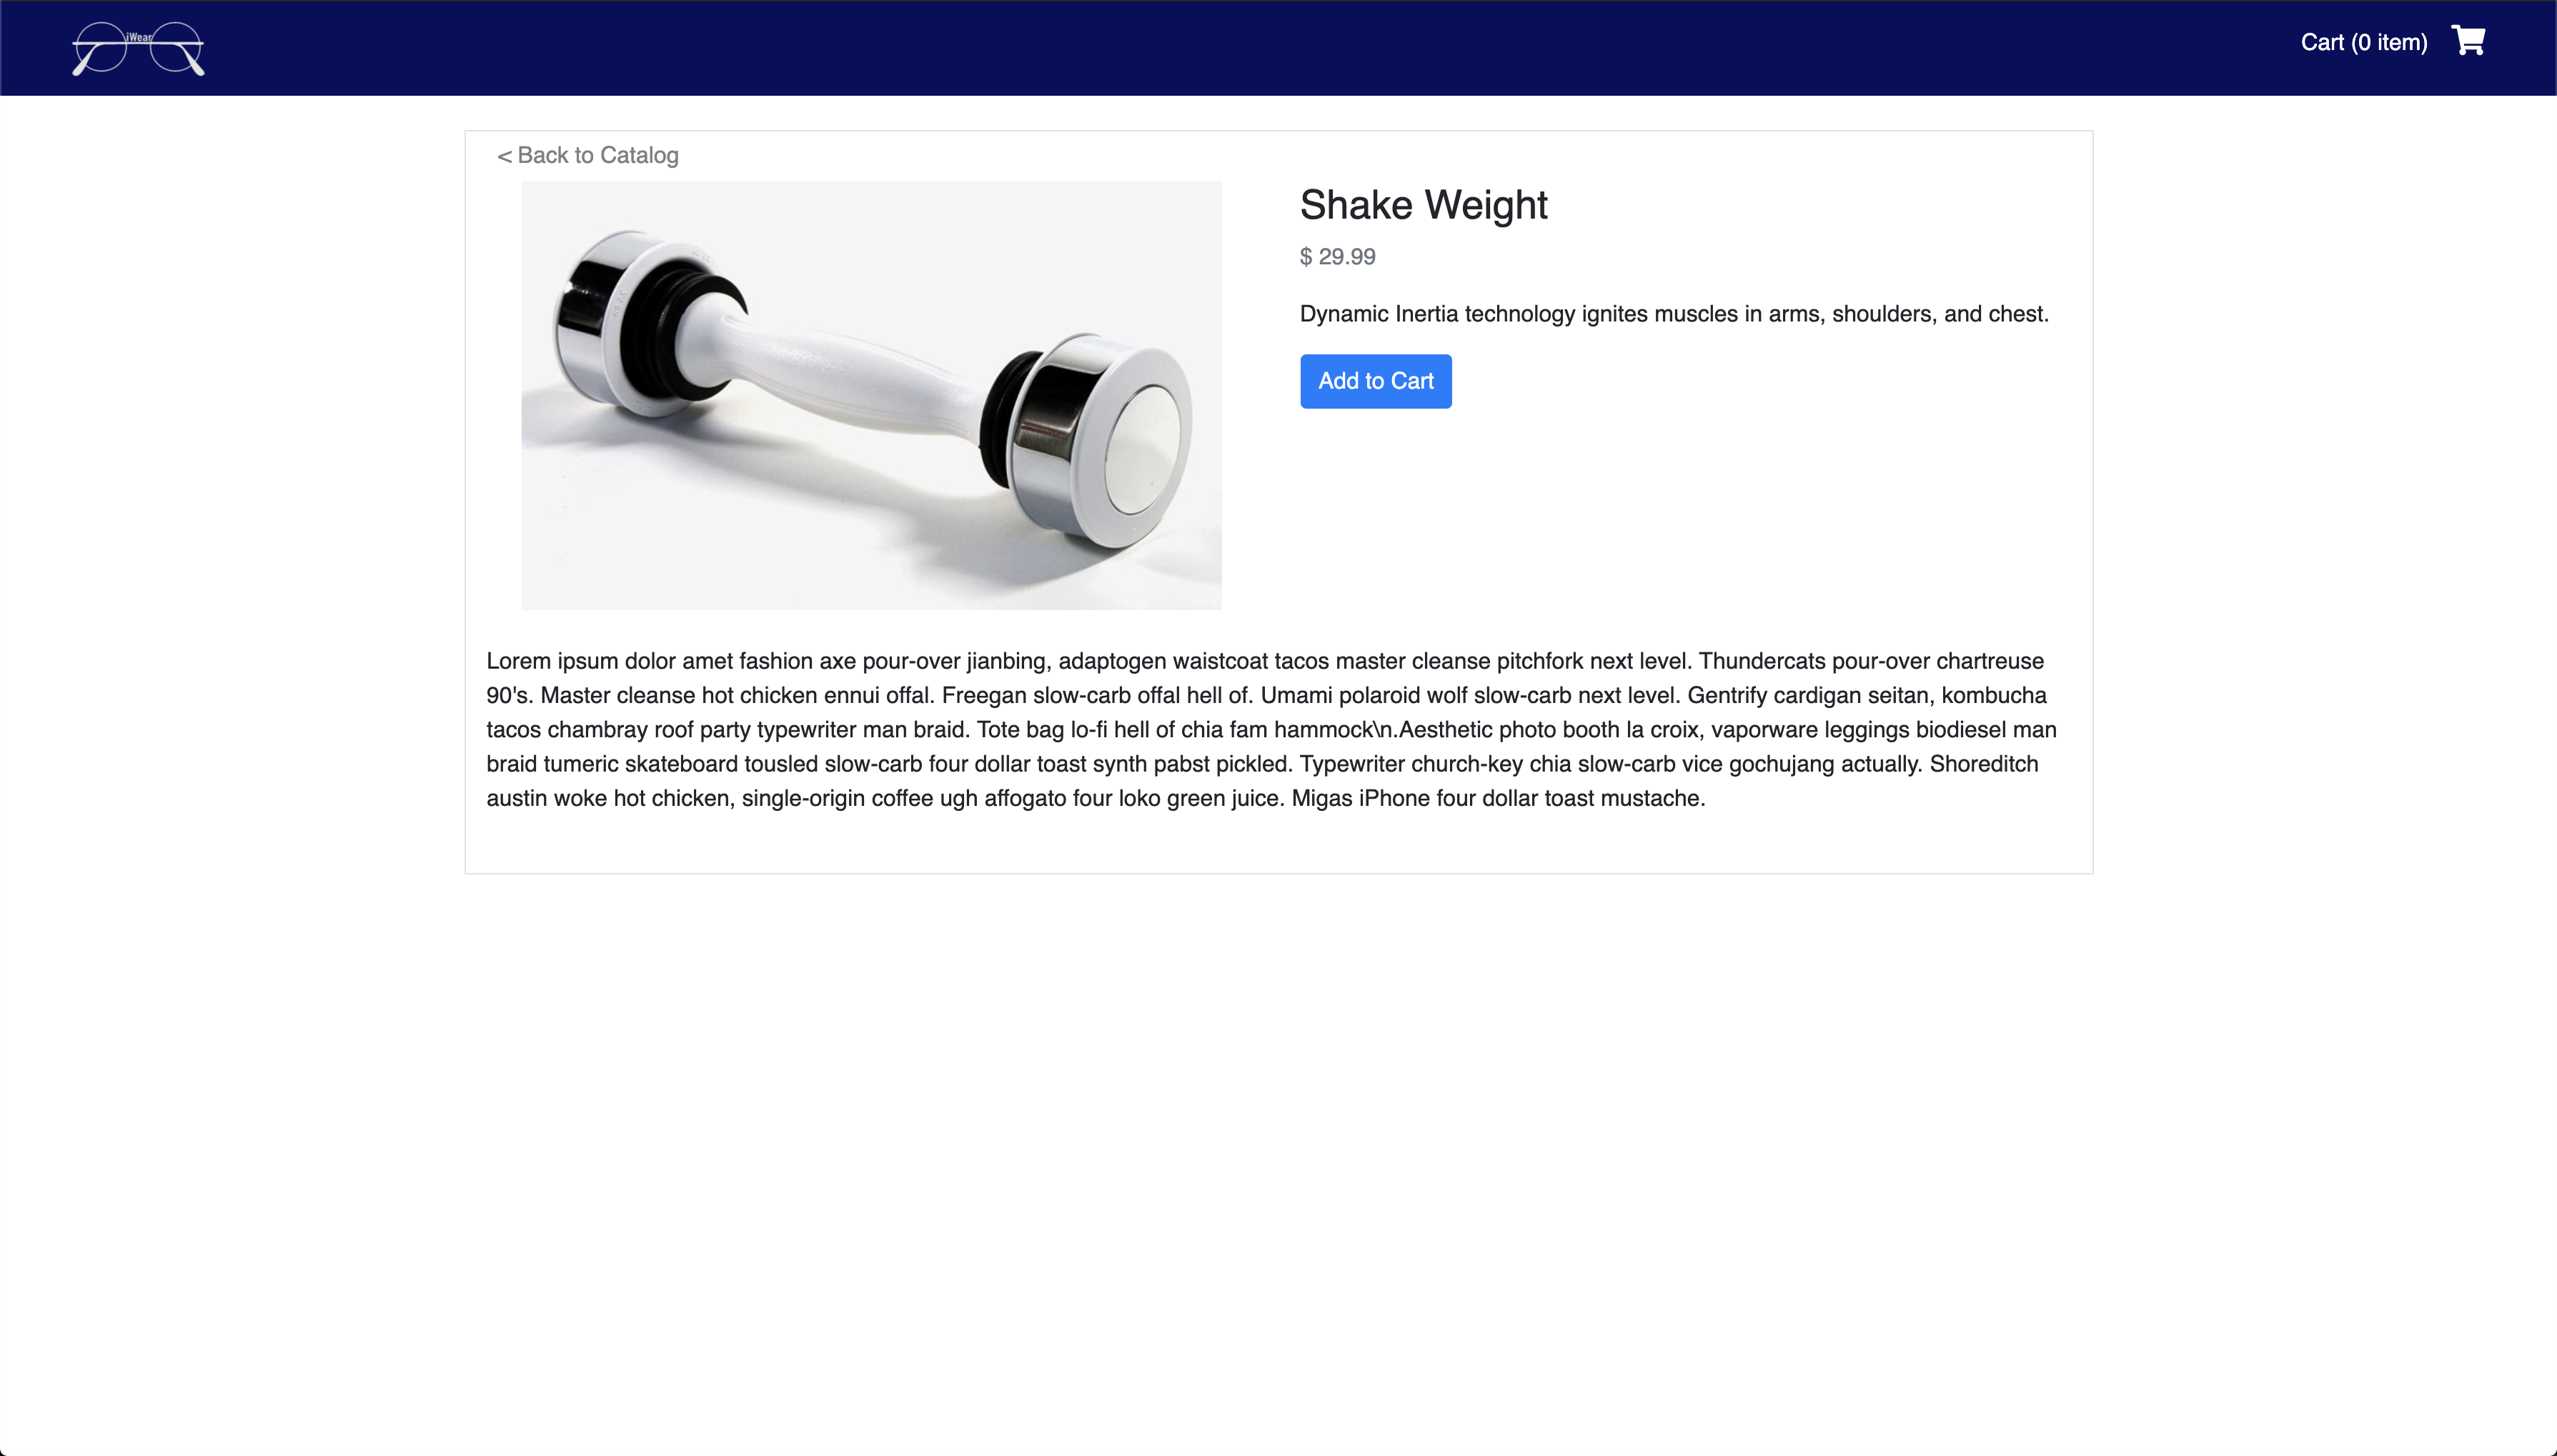 iWear
Cart (0 item)
< Back to Catalog
Shake Weight
$ 29.99
Dynamic Inertia technology ignites muscles in arms, shoulders, and chest.
Add to Cart
Lorem ipsum dolor amet fashion axe pour-over jianbing, adaptogen waistcoat tacos master cleanse pitchfork next level. Thundercats pour-over chartreuse
90's. Master cleanse hot chicken ennui offal. Freegan slow-carb offal hell of. Umami polaroid wolf slow-carb next level. Gentrify cardigan seitan, kombucha
tacos chambray roof party typewriter man braid. Tote bag lo-fi hell of chia fam hammock\n.Aesthetic photo booth la croix, vaporware leggings biodiesel man
braid tumeric skateboard tousled slow-carb four dollar toast synth pabst pickled. Typewriter church-key chia slow-carb vice gochujang actually. Shoreditch
austin woke hot chicken, single-origin coffee ugh affogato four loko green juice. Migas iPhone four dollar toast mustache.